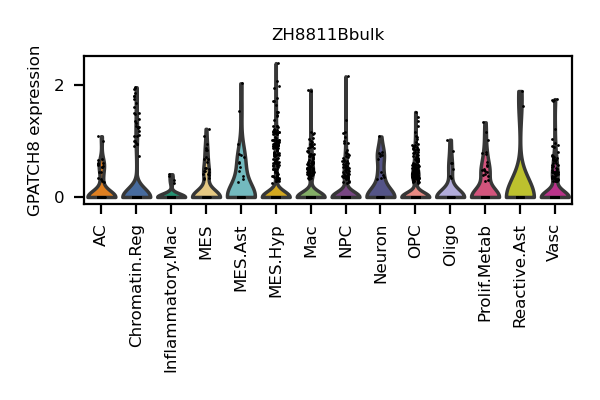 ZH8811Bbulk
GPATCH8 expression
2
0
AC
Chromatin.Reg
Inflammatory.Mac
MES
MES.Ast
MES.Hyp
Mac
NPC
Neuron
OPC
Oligo
Prolif.Metab
Reactive.Ast
Vasc